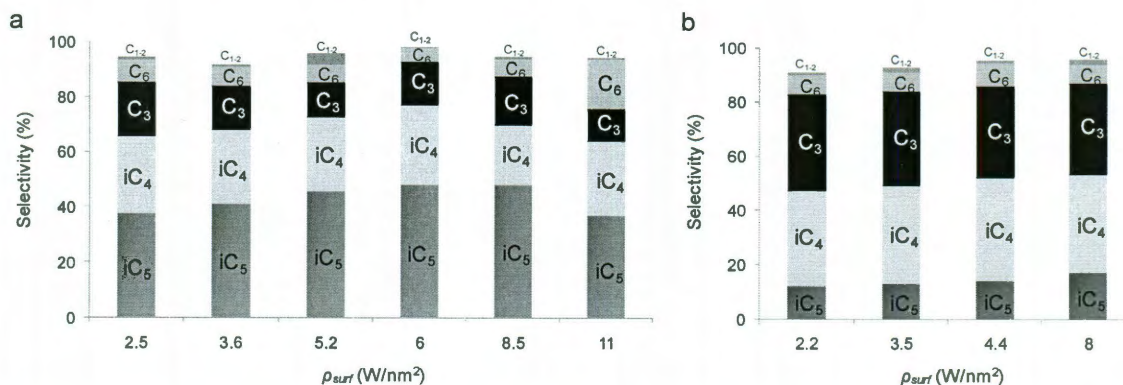 a
Selectivity (%)
100
80
60
40
20
0
C₁₋₂ C₁₋₂ C₁₋₂ C₁₋₂ C₁₋₂ C₁₋₂
C₆ C₆ C₆ C₆ C₆ C₆
C₃ C₃ C₃ C₃ C₃ C₃
iC₄ iC₄ iC₄ iC₄ iC₄ iC₄
iC₅ iC₅ iC₅ iC₅ iC₅ iC₅
2.5 3.6 5.2 6 8.5 11
ρsurf (W/nm²)
b
Selectivity (%)
100
80
60
40
20
0
C₁₋₂ C₁₋₂ C₁₋₂ C₁₋₂
C₆ C₆ C₆ C₆
C₃ C₃ C₃ C₃
iC₄ iC₄ iC₄ iC₄
iC₅ iC₅ iC₅ iC₅
2.2 3.5 4.4 8
ρsurf (W/nm²)